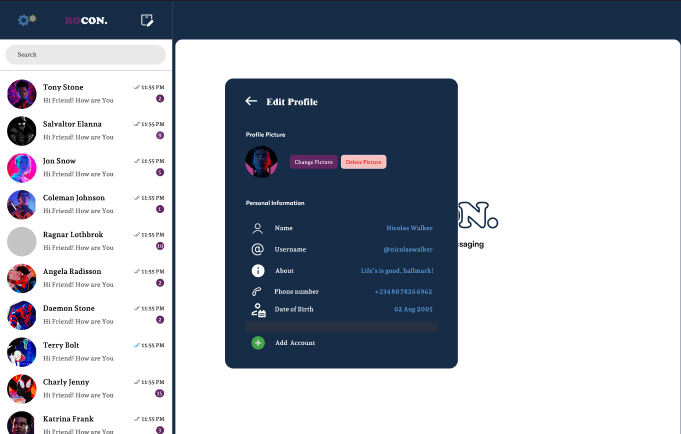 ROCON.
Search
Tony Stone
11:55 PM
Hi Friend! How are You
2
Salvaltor Elanna
11:55 PM
Hi Friend! How are You
9
Jon Snow
11:55 PM
Hi Friend! How are You
5
Coleman Johnson
11:55 PM
Hi Friend! How are You
1
Ragnar Lothbrok
11:55 PM
Hi Friend! How are You
10
Angela Radisson
11:55 PM
Hi Friend! How are You
2
Daemon Stone
11:55 PM
Hi Friend! How are You
2
Terry Bolt
11:55 PM
Hi Friend! How are You
Charly Jenny
11:55 PM
Hi Friend! How are You
15
Katrina Frank
11:55 PM
Hi Friend! How are You
Edit Profile
Profile Picture
Change Picture
Delete Picture
Personal Information
Name
Nicolas Walker
Username
@nicolaswalker
About
Life's is good, hallmark!
Phone number
+2348078266962
Date of Birth
02 Aug 2005
Add Account
ON.
ssaging